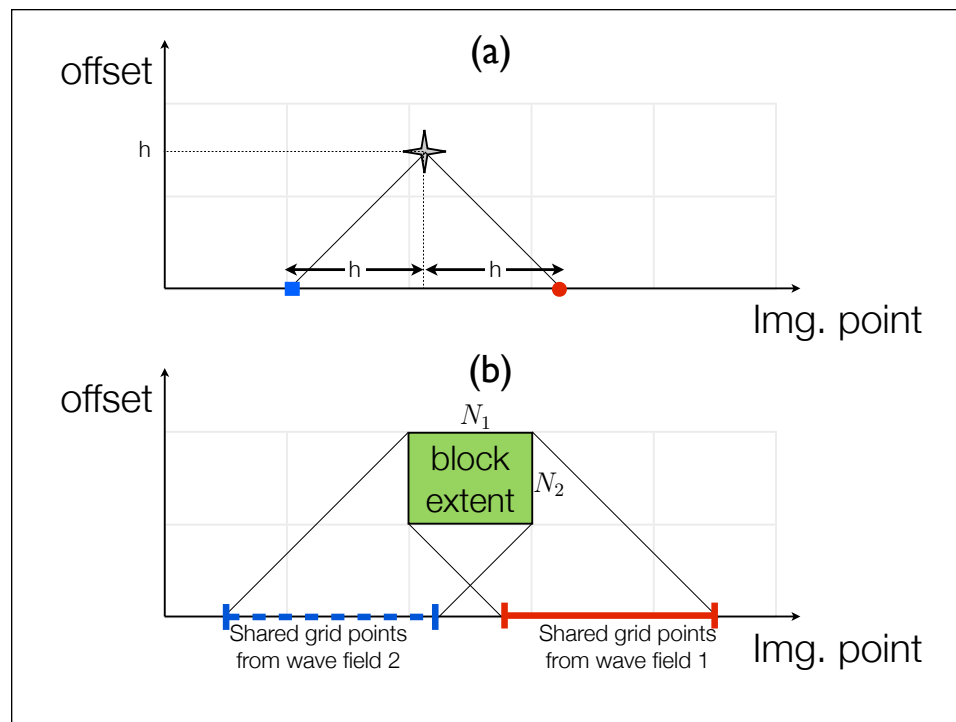 (a)
offset
h
h
h
Img. point
(b)
offset
N₁
block
extent
N₂
Shared grid points
from wave field 2
Shared grid points
from wave field 1
Img. point